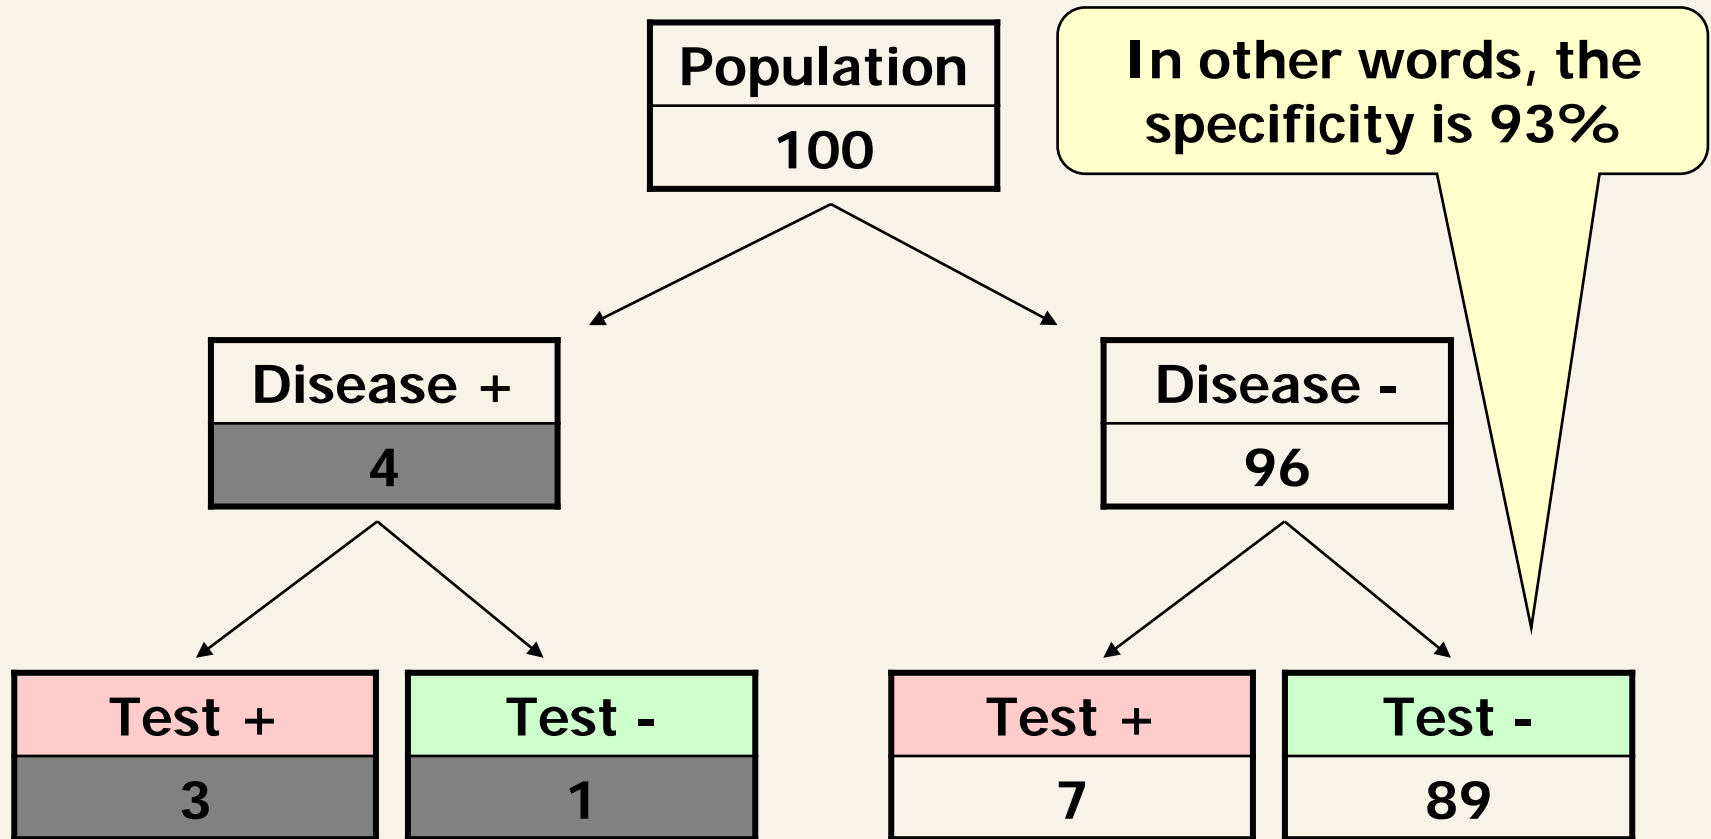 Population
100
In other words, the
specificity is 93%
Disease +
4
Disease -
96
Test +
3
Test -
1
Test +
7
Test -
89